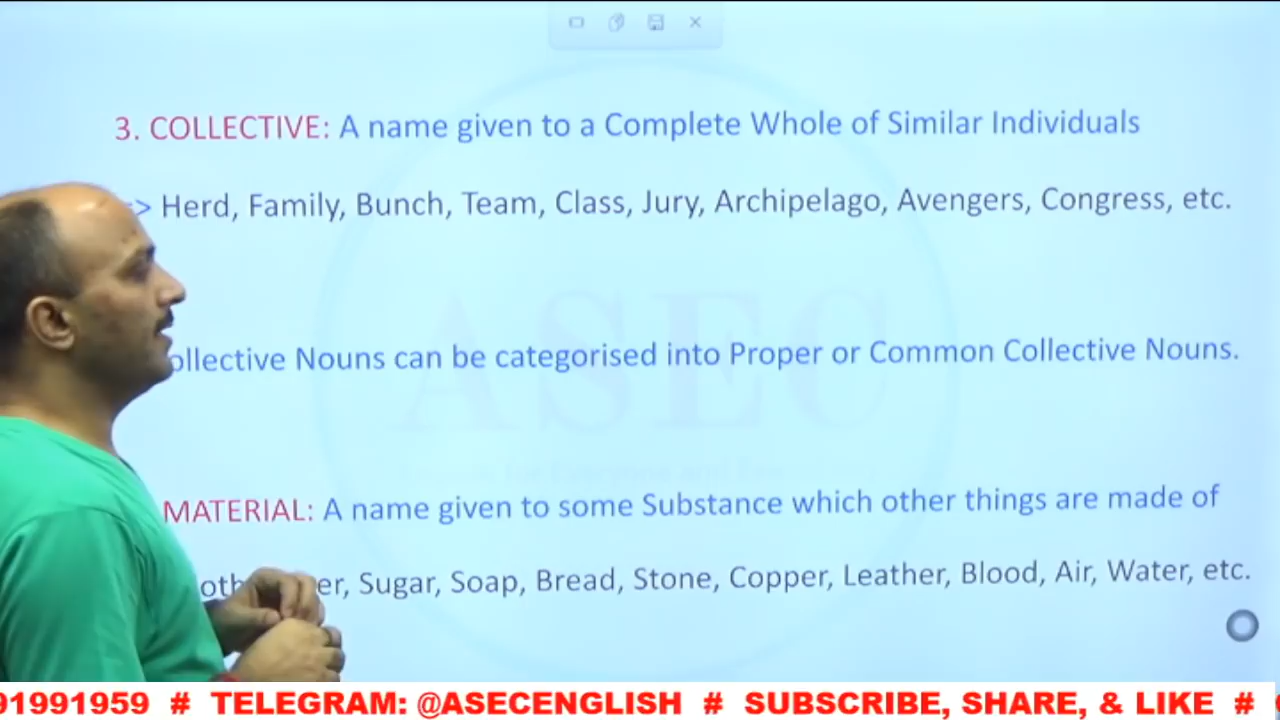 3. COLLECTIVE: A name given to a Complete Whole of Similar Individuals
> Herd, Family, Bunch, Team, Class, Jury, Archipelago, Avengers, Congress, etc.
ASEC
ollective Nouns can be categorised into Proper or Common Collective Nouns.
MATERIAL: A name given to some Substance which other things are made of
Sugar, Soap, Bread, Stone, Copper, Leather, Blood, Air, Water, etc.
91991959 # TELEGRAM: @ASECENGLISH # SUBSCRIBE, SHARE, & LIKE #